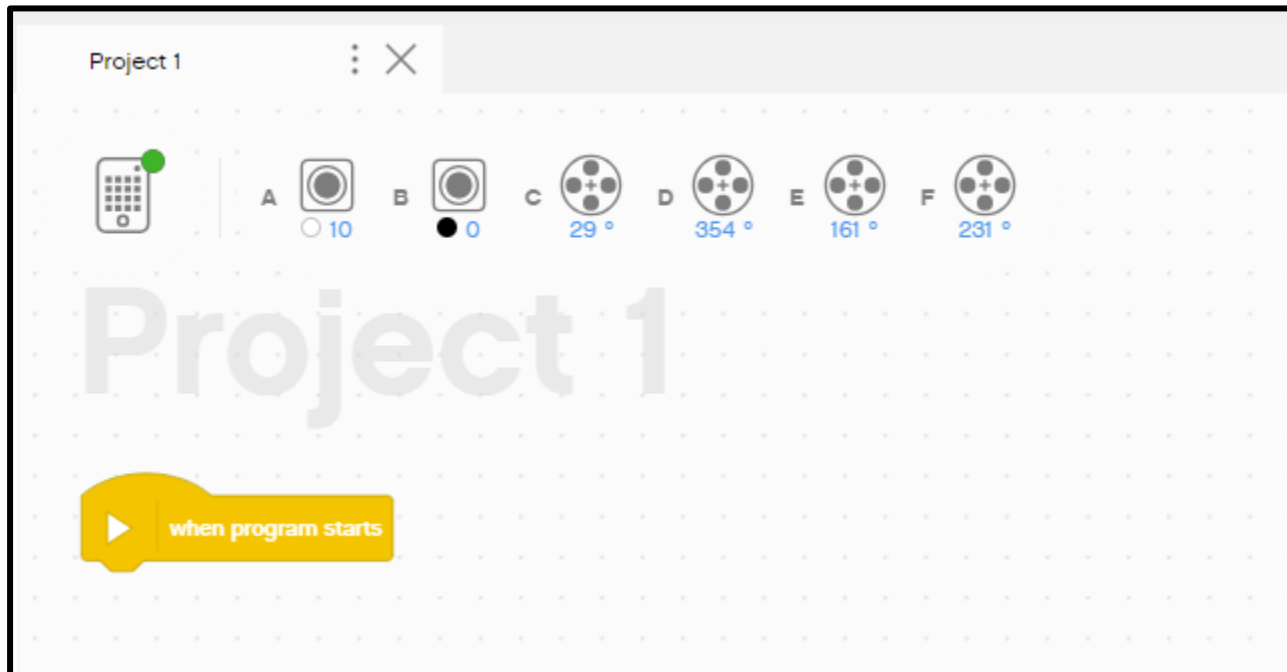 Project 1
A B C D E F
10 0 29 ° 354 ° 161 ° 231 °
Project 1
when program starts